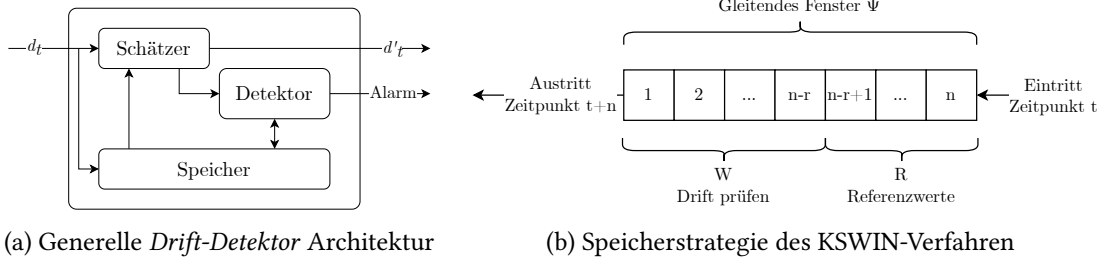 d_t
Schätzer
d'_t
Detektor
Alarm
Speicher
(a) Generelle Drift-Detektor Architektur
Gleitendes Fenster Ψ
Austritt
Zeitpunkt t+n
1 2 ... n-r n-r+1 ... n
Eintritt
Zeitpunkt t
W
Drift prüfen
R
Referenzwerte
(b) Speicherstrategie des KSWIN-Verfahren